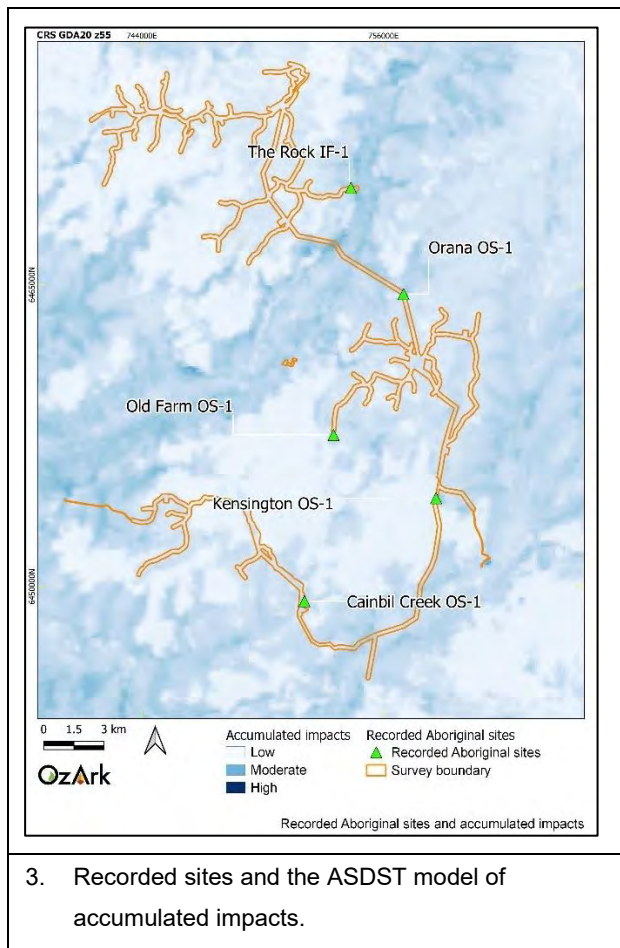 CRS GDA20 z55 744000E 756000E
The Rock IF-1
Orana OS-1
6465000N
Old Farm OS-1
Kensington OS-1
6450000N
Cainbil Creek OS-1
0 1.5 3 km
OzArk
Accumulated impacts
Low
Moderate
High
Recorded Aboriginal sites
Recorded Aboriginal sites
Survey boundary
Recorded Aboriginal sites and accumulated impacts
3. Recorded sites and the ASDST model of
accumulated impacts.